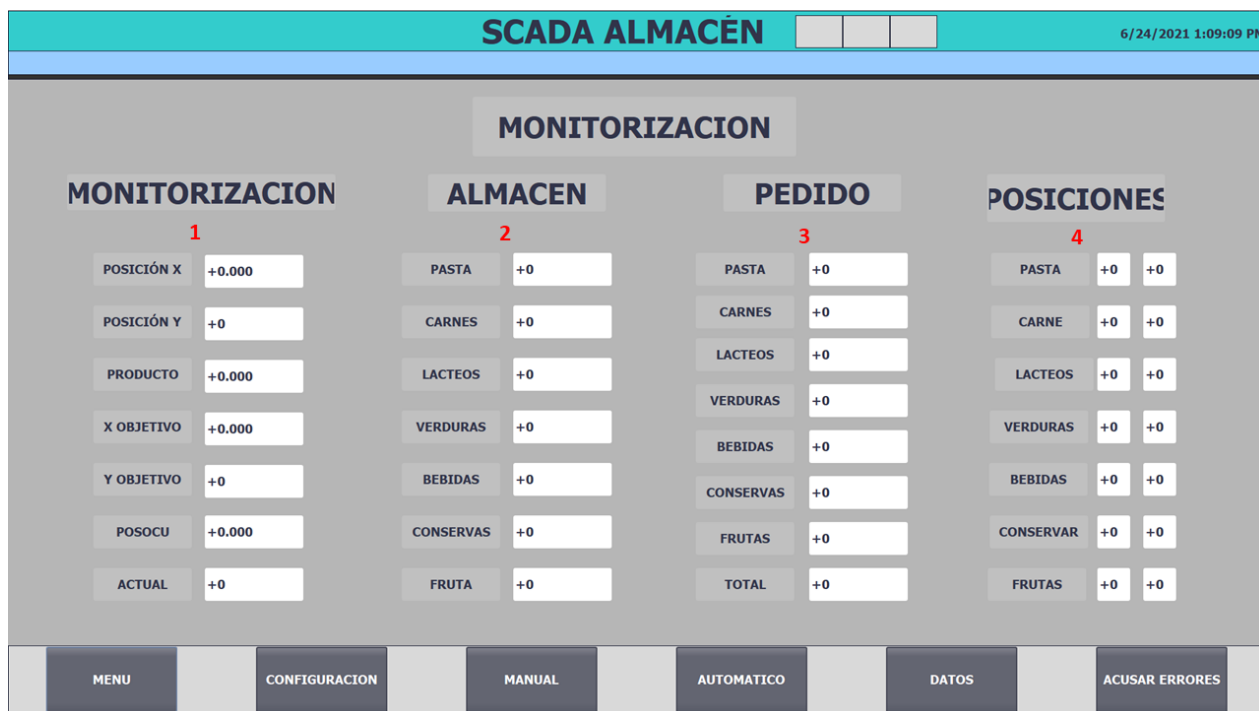 SCADA ALMACÉN
6/24/2021 1:09:09 PM
MONITORIZACION
MONITORIZACION
1
POSICIÓN X +0.000
POSICIÓN Y +0
PRODUCTO +0.000
X OBJETIVO +0.000
Y OBJETIVO +0
POSOCU +0.000
ACTUAL +0
ALMACEN
2
PASTA +0
CARNES +0
LACTEOS +0
VERDURAS +0
BEBIDAS +0
CONSERVAS +0
FRUTA +0
PEDIDO
3
PASTA +0
CARNES +0
LACTEOS +0
VERDURAS +0
BEBIDAS +0
CONSERVAS +0
FRUTAS +0
TOTAL +0
POSICIONES
4
PASTA +0 +0
CARNE +0 +0
LACTEOS +0 +0
VERDURAS +0 +0
BEBIDAS +0 +0
CONSERVAR +0 +0
FRUTAS +0 +0
MENU CONFIGURACION MANUAL AUTOMATICO DATOS ACUSAR ERRORES